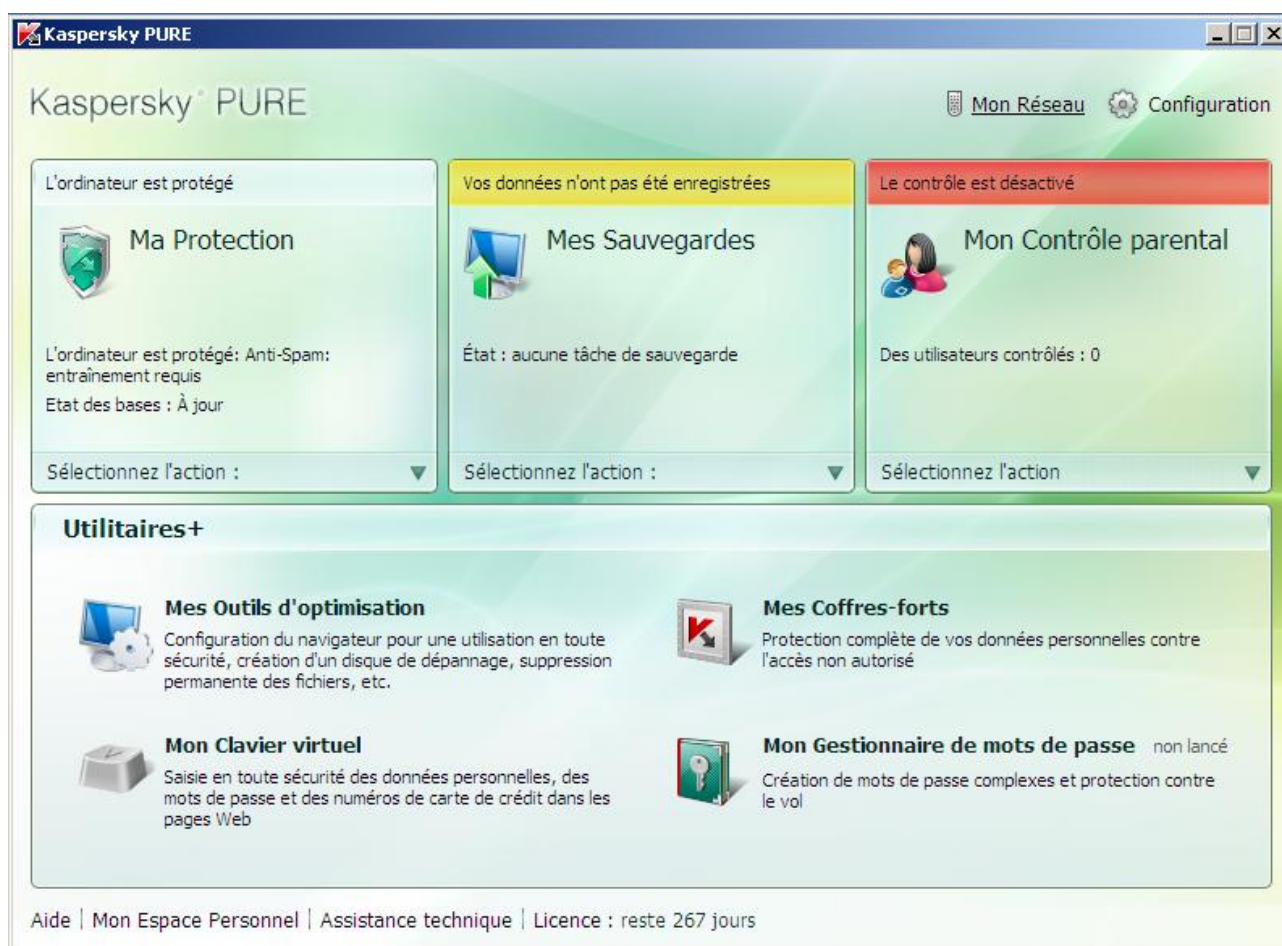 Kaspersky PURE
Kaspersky PURE
Mon Réseau Configuration
L'ordinateur est protégé
Ma Protection
L'ordinateur est protégé: Anti-Spam:
entraînement requis
Etat des bases : À jour
Sélectionnez l'action :
Vos données n'ont pas été enregistrées
Mes Sauvegardes
État : aucune tâche de sauvegarde
Sélectionnez l'action :
Le contrôle est désactivé
Mon Contrôle parental
Des utilisateurs contrôlés : 0
Sélectionnez l'action
Utilitaires+
Mes Outils d'optimisation
Configuration du navigateur pour une utilisation en toute
sécurité, création d'un disque de dépannage, suppression
permanente des fichiers, etc.
Mes Coffres-forts
Protection complète de vos données personnelles contre
l'accès non autorisé
Mon Clavier virtuel
Saisie en toute sécurité des données personnelles, des
mots de passe et des numéros de carte de crédit dans les
pages Web
Mon Gestionnaire de mots de passe non lancé
Création de mots de passe complexes et protection contre
le vol
Aide | Mon Espace Personnel | Assistance technique | Licence : reste 267 jours